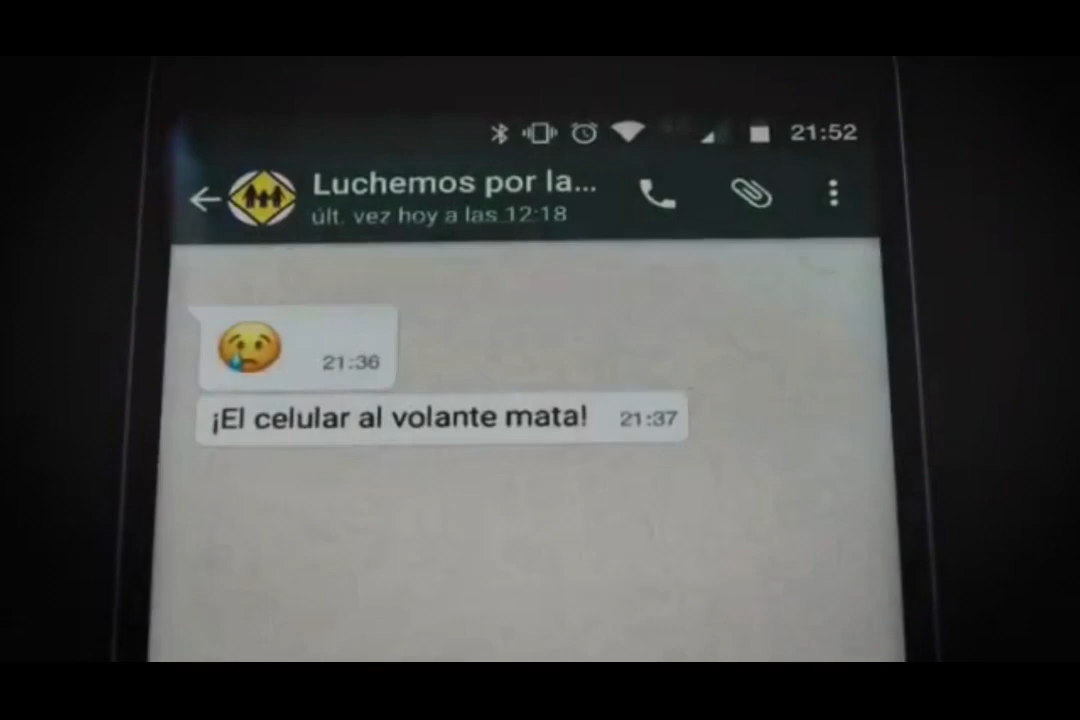 21:52
Luchemos por la...
últ. vez hoy a las 12:18
21:36
¡El celular al volante mata! 21:37